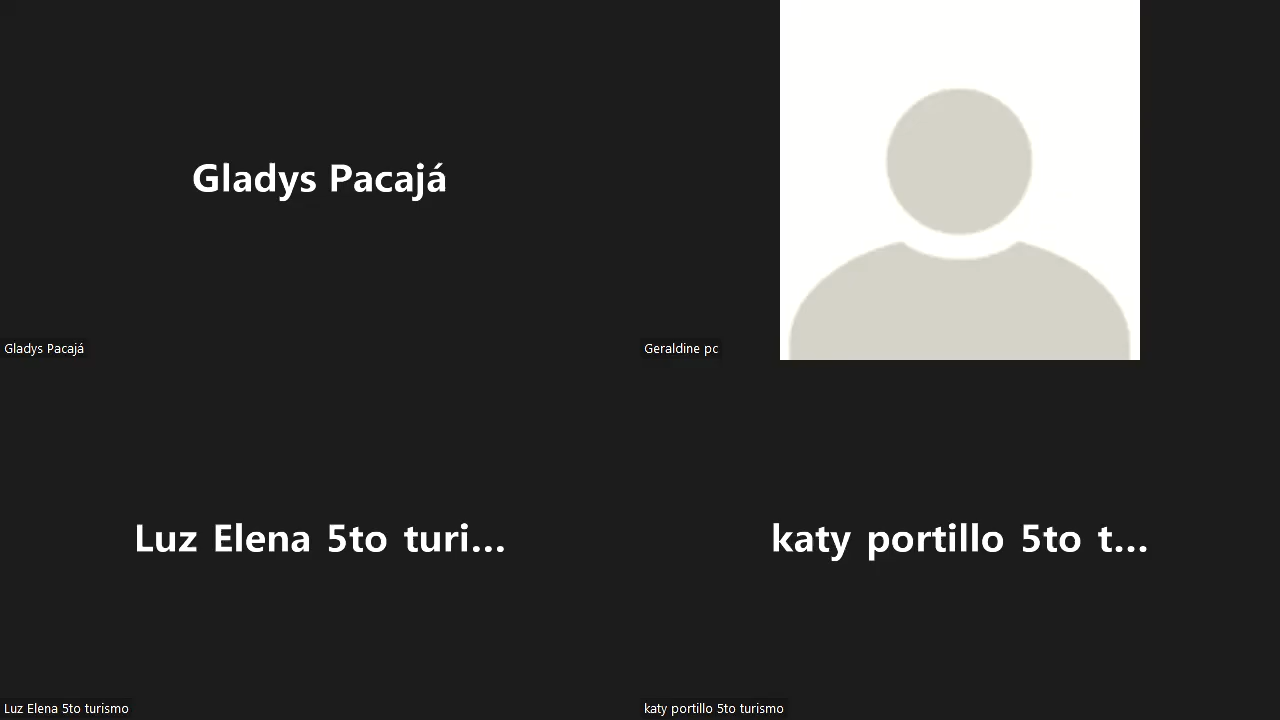 Gladys Pacajá
Gladys Pacajá
Geraldine pc
Luz Elena 5to turi...
katy portillo 5to t...
Luz Elena 5to turismo
katy portillo 5to turismo